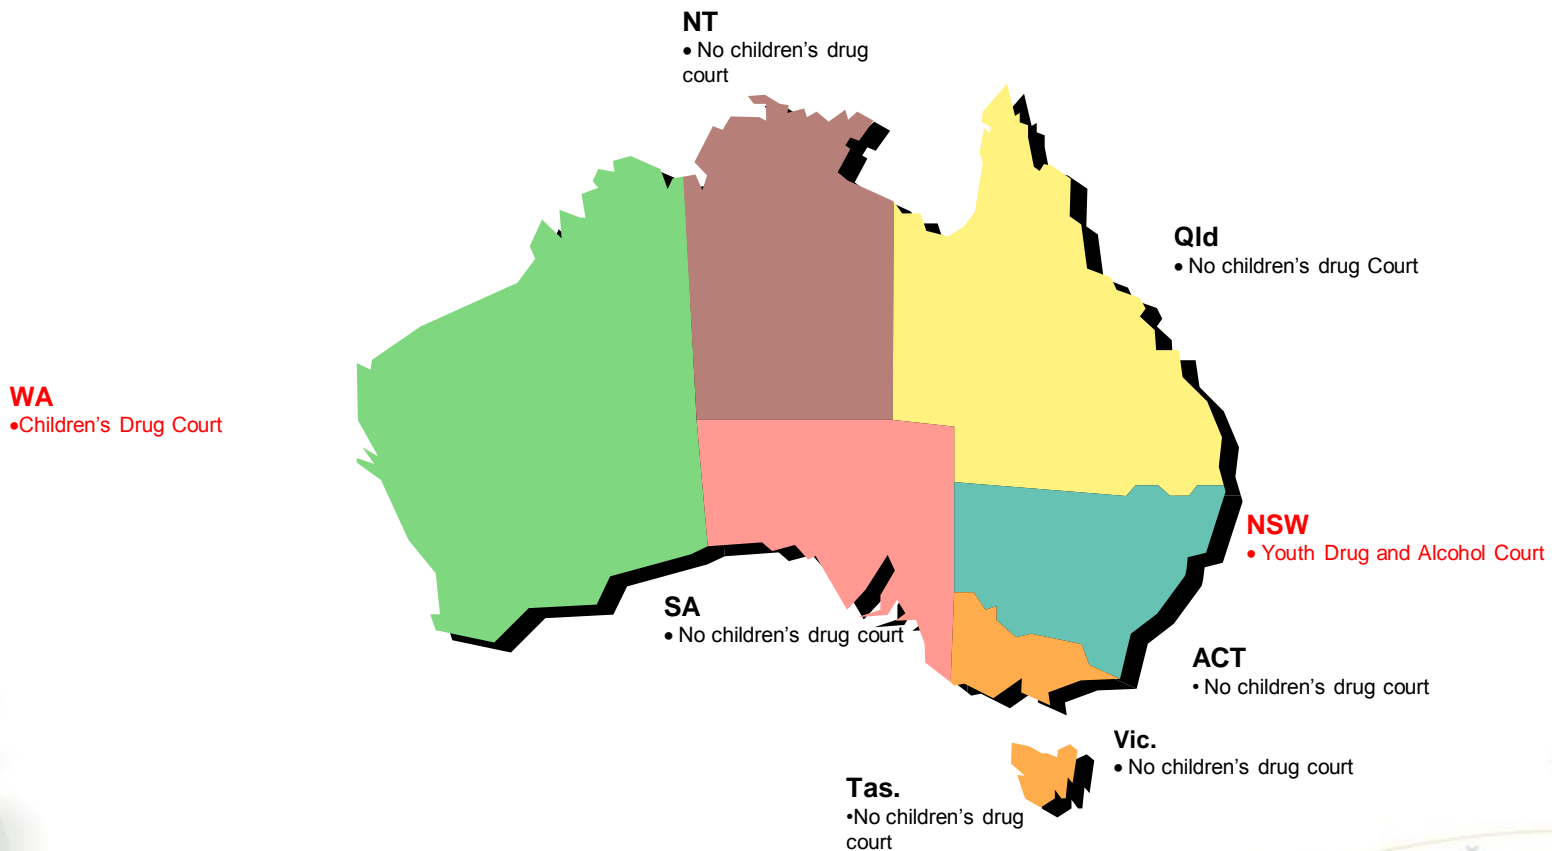 NT
• No children's drug
court
Qld
• No children's drug Court
WA
•Children's Drug Court
NSW
• Youth Drug and Alcohol Court
SA
• No children's drug court
ACT
• No children's drug court
Vic.
• No children's drug court
Tas.
•No children's drug
court